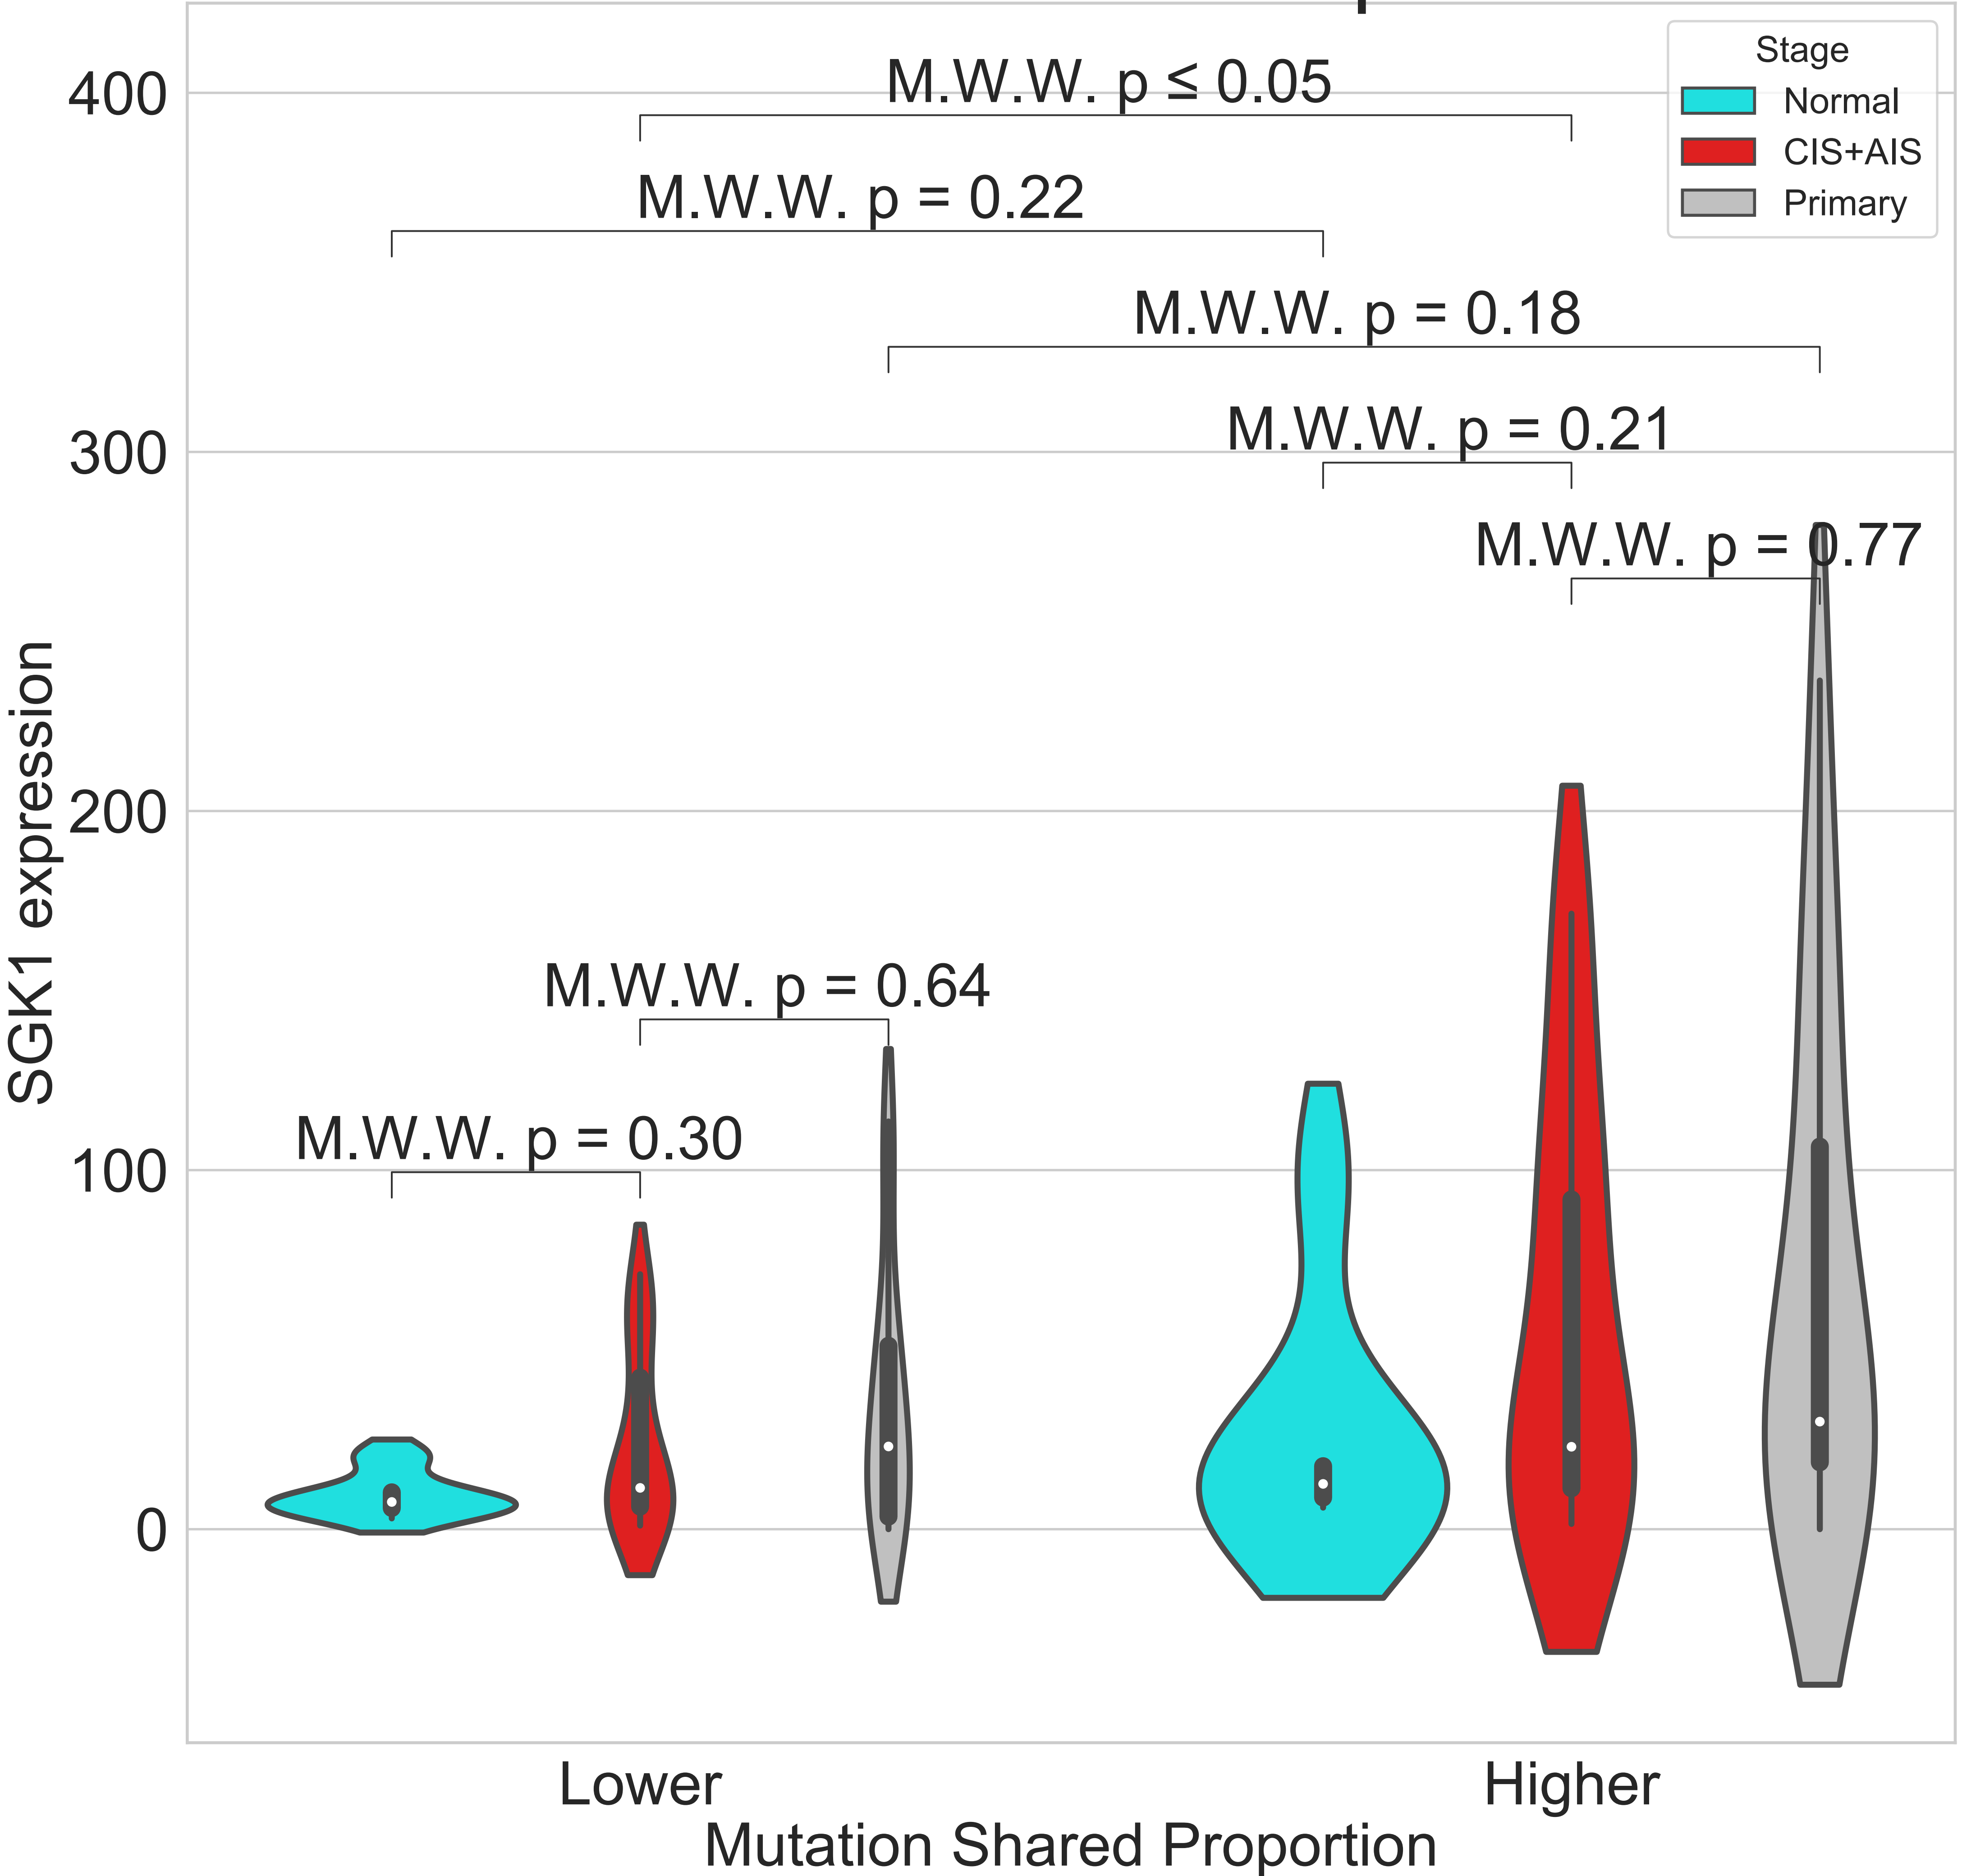 Stage
Normal
CIS+AIS
Primary
M.W.W. p ≤ 0.05
M.W.W. p = 0.22
M.W.W. p = 0.18
M.W.W. p = 0.21
M.W.W. p = 0.77
M.W.W. p = 0.64
M.W.W. p = 0.30
400
300
200
100
0
SGK1 expression
Lower
Higher
Mutation Shared Proportion